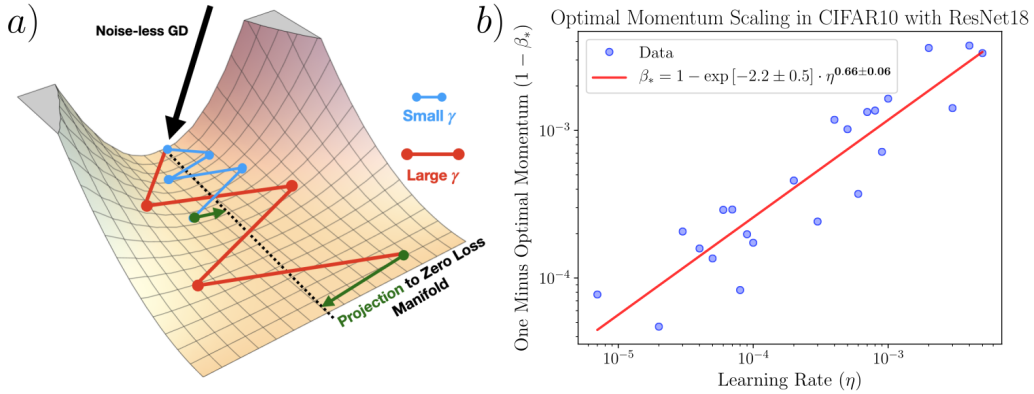 a)
Noise-less GD
Small γ
Large γ
Projection to Zero Loss
Manifold
b)
Optimal Momentum Scaling in CIFAR10 with ResNet18
One Minus Optimal Momentum (1 − β*)
Data
β* = 1 − exp [−2.2 ± 0.5] · η^0.66±0.06
10⁻³
10⁻⁴
10⁻⁵ 10⁻⁴ 10⁻³
Learning Rate (η)